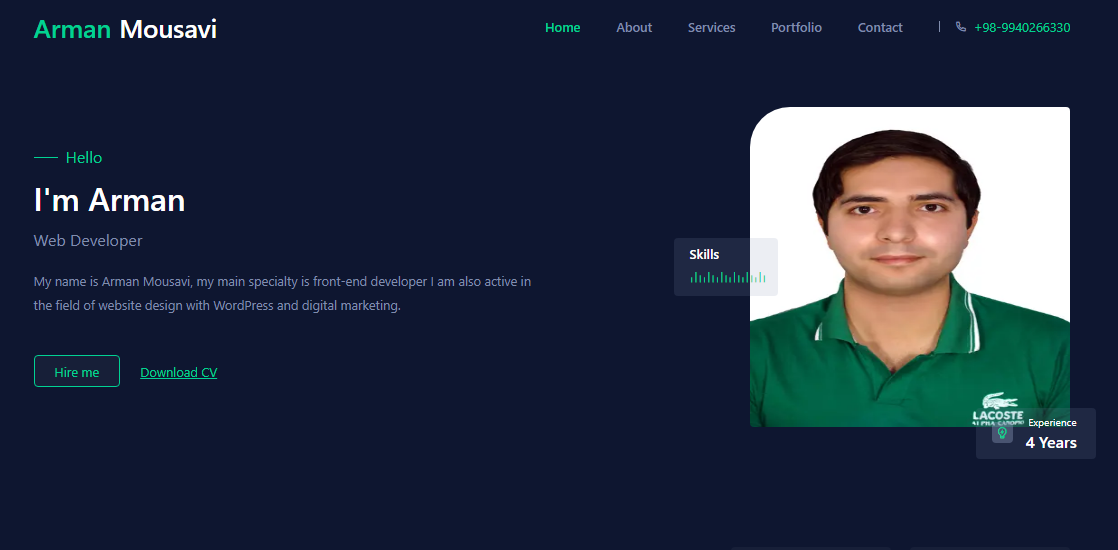 Arman Mousavi
Home About Services Portfolio Contact | +98-9940266330
Hello
I'm Arman
Web Developer
My name is Arman Mousavi, my main specialty is front-end developer I am also active in
the field of website design with WordPress and digital marketing.
Hire me Download CV
Skills
LACOSTE
Experience
4 Years